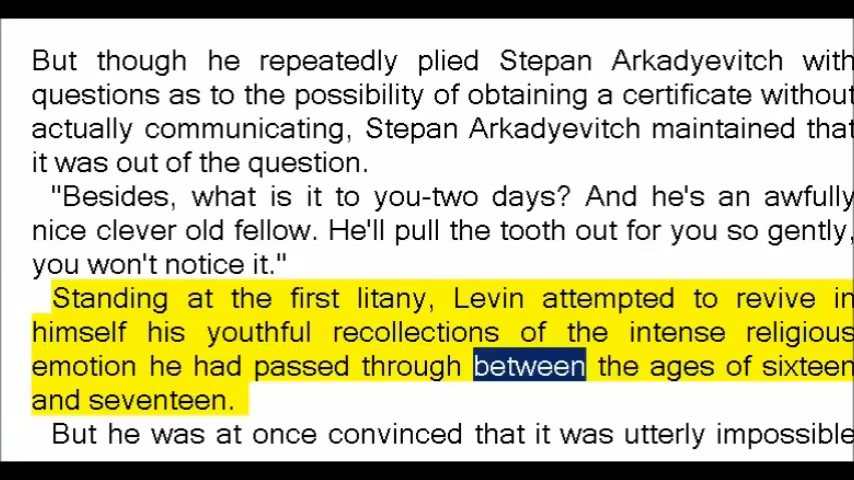 But though he repeatedly plied Stepan Arkadyevitch with
questions as to the possibility of obtaining a certificate without
actually communicating, Stepan Arkadyevitch maintained that
it was out of the question.
"Besides, what is it to you-two days? And he's an awfully
nice clever old fellow. He'll pull the tooth out for you so gently,
you won't notice it."
Standing at the first litany, Levin attempted to revive in
himself his youthful recollections of the intense religious
emotion he had passed through between the ages of sixteen
and seventeen.
But he was at once convinced that it was utterly impossible